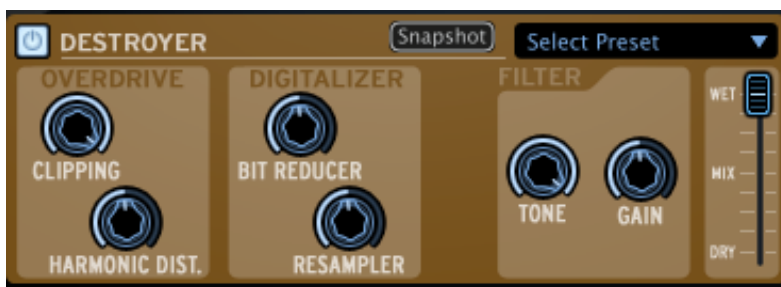 DESTROYER
Snapshot
Select Preset
OVERDRIVE
DIGITALIZER
FILTER
WET
CLIPPING
BIT REDUCER
MIX
TONE
GAIN
HARMONIC DIST.
RESAMPLER
DRY